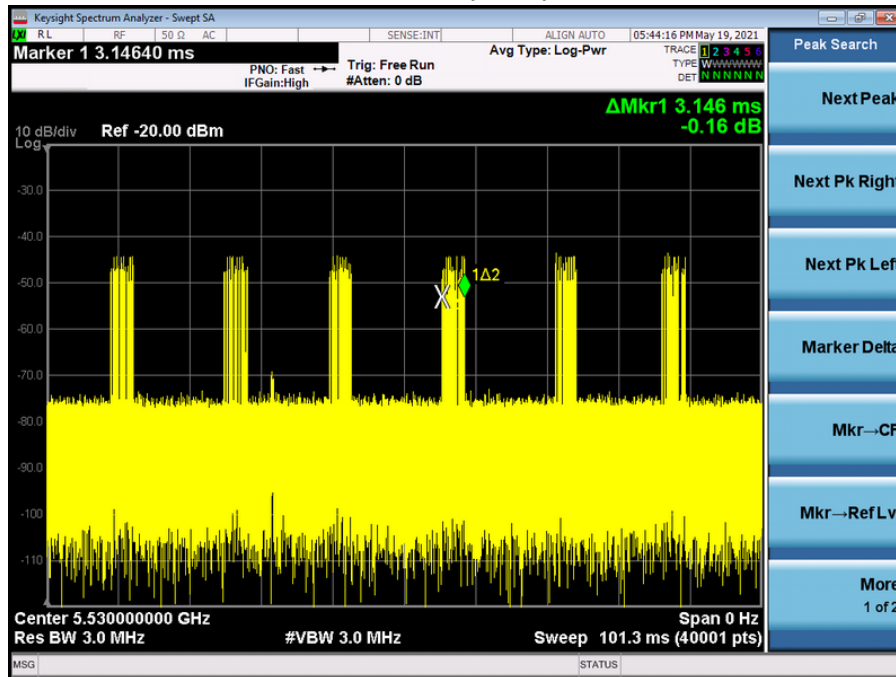 Keysight Spectrum Analyzer - Swept SA
LXI RL RF 50 Ω AC SENSE:INT ALIGN AUTO 05:44:16 PM May 19, 2021
Marker 1 3.14640 ms Avg Type: Log-Pwr TRACE 1 2 3 4 5 6
PNO: Fast Trig: Free Run TYPE WWWWWW
IFGain:High #Atten: 0 dB DET N N N N N N
ΔMkr1 3.146 ms
-0.16 dB
10 dB/div Ref -20.00 dBm
Log
-30.0
-40.0
-50.0
1Δ2
X
-60.0
-70.0
-80.0
-90.0
-100
-110
Center 5.530000000 GHz Span 0 Hz
Res BW 3.0 MHz #VBW 3.0 MHz Sweep 101.3 ms (40001 pts)
MSG STATUS
Peak Search
Next Peak
Next Pk Right
Next Pk Left
Marker Delta
Mkr→CF
Mkr→Ref Lv
More
1 of 2